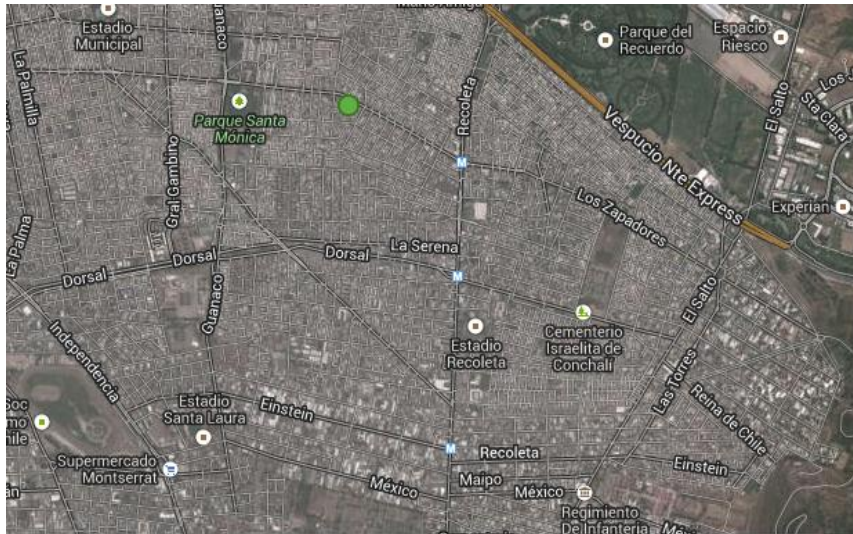 Estadio
Municipal
Guanaco
Parque del
Recuerdo
Espacio
Riesco
La Palmilla
Recoleta
El Salto
Sta Clara
Parque Santa
Mónica
Gral Gambino
Vespucio Nte Express
Los Zapadores
Experian
La Palma
La Serena
Dorsal
Dorsal
Dorsal
M
M
Guanaco
Independencia
Estadio
Recoleta
Cementerio
Israelita de
Conchalí
El Salto
Las Torres
Reina de Chile
Estadio
Santa Laura
Einstein
Supermercado
Montserrat
M
Recoleta
Einstein
Maipo
México
México
Regimiento
De Infanteria